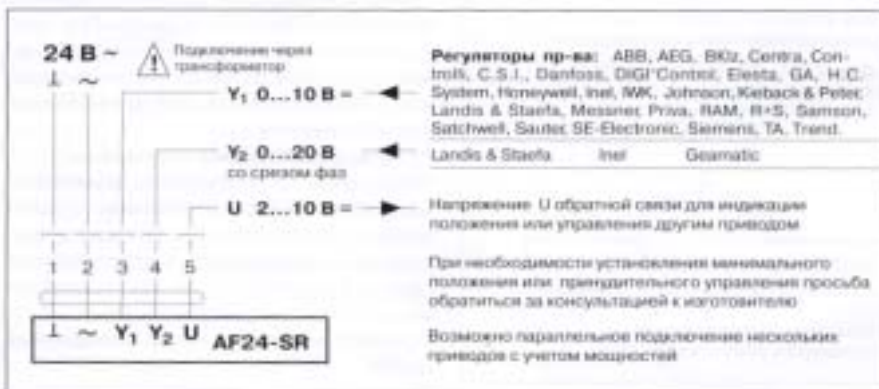 24 В ~
Подключение через
трансформатор
⊥ ~
Y₁ 0...10 В =
Y₂ 0...20 В
со срезом фаз
U 2...10 В =
1 2 3 4 5
⊥ ~ Y₁ Y₂ U AF24-SR
Регуляторы пр-ва: ABB, AEG, BKlz, Centra, Con-
trolli, C.S.I., Danfoss, DIGI'Control, Elesta, GA, H.C.
System, Honeywell, Inel, IWK, Johnson, Kieback & Peter,
Landis & Staefa, Messner, Priva, RAM, R+S, Samson,
Satchwell, Sauter, SE-Electronic, Siemens, TA, Trend.
Landis & Staefa Inel Geamatic
Напряжение U обратной связи для индикации
положения или управления другим приводом
При необходимости установления минимального
положения или принудительного управления просьба
обратиться за консультацией к изготовителю
Возможно параллельное подключение нескольких
приводов с учетом мощностей